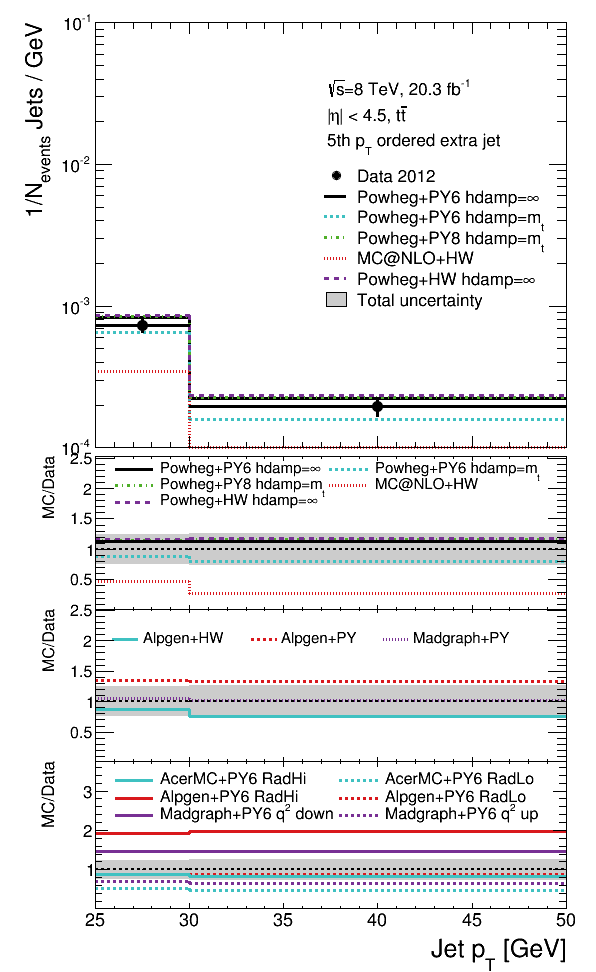 1/N_events Jets / GeV
10⁻¹
10⁻²
10⁻³
10⁻⁴
√s=8 TeV, 20.3 fb⁻¹
|η| < 4.5, tt̄
5th p_T ordered extra jet
Data 2012
Powheg+PY6 hdamp=∞
Powheg+PY6 hdamp=m_t
Powheg+PY8 hdamp=m_t
MC@NLO+HW
Powheg+HW hdamp=∞
Total uncertainty
MC/Data
2.5
2
1.5
1
0.5
Powheg+PY6 hdamp=∞ Powheg+PY6 hdamp=m_t
Powheg+PY8 hdamp=m_t MC@NLO+HW
Powheg+HW hdamp=∞
MC/Data
2.5
2
1.5
1
0.5
Alpgen+HW Alpgen+PY Madgraph+PY
MC/Data
3
2
1
AcerMC+PY6 RadHi AcerMC+PY6 RadLo
Alpgen+PY6 RadHi Alpgen+PY6 RadLo
Madgraph+PY6 q² down Madgraph+PY6 q² up
25 30 35 40 45 50
Jet p_T [GeV]